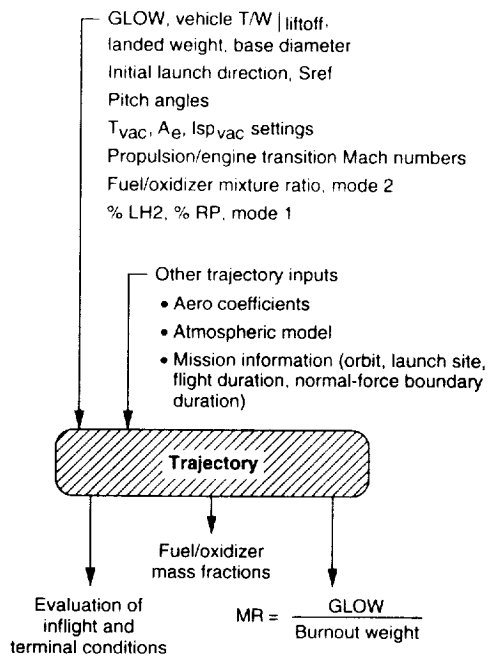 GLOW, vehicle T/W | liftoff,
landed weight, base diameter
Initial launch direction, Sref
Pitch angles
Tvac, Ae, Ispvac settings
Propulsion/engine transition Mach numbers
Fuel/oxidizer mixture ratio, mode 2
% LH2, % RP, mode 1
Other trajectory inputs
• Aero coefficients
• Atmospheric model
• Mission information (orbit, launch site,
flight duration, normal-force boundary
duration)
Trajectory
Fuel/oxidizer
mass fractions
Evaluation of
inflight and
terminal conditions
MR = GLOW
Burnout weight